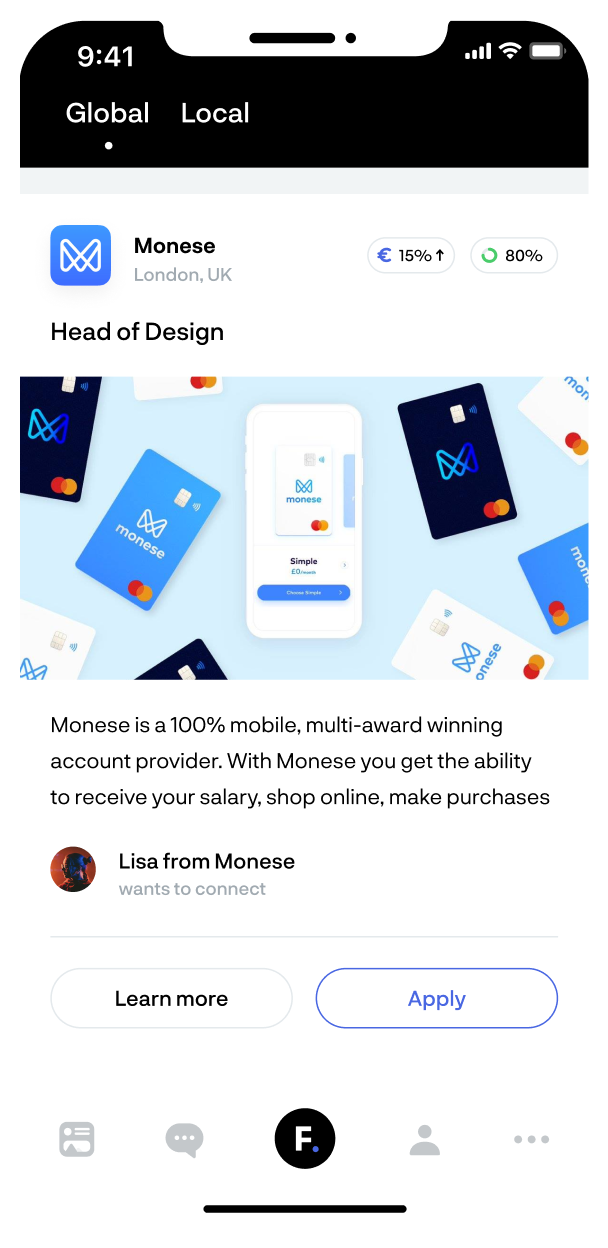 9:41
Global Local
Monese
London, UK
€ 15% ↑
80%
Head of Design
monese
monese
Simple
£0/month
Choose Simple
monese
monese
Monese is a 100% mobile, multi-award winning
account provider. With Monese you get the ability
to receive your salary, shop online, make purchases
Lisa from Monese
wants to connect
Learn more
Apply
F.